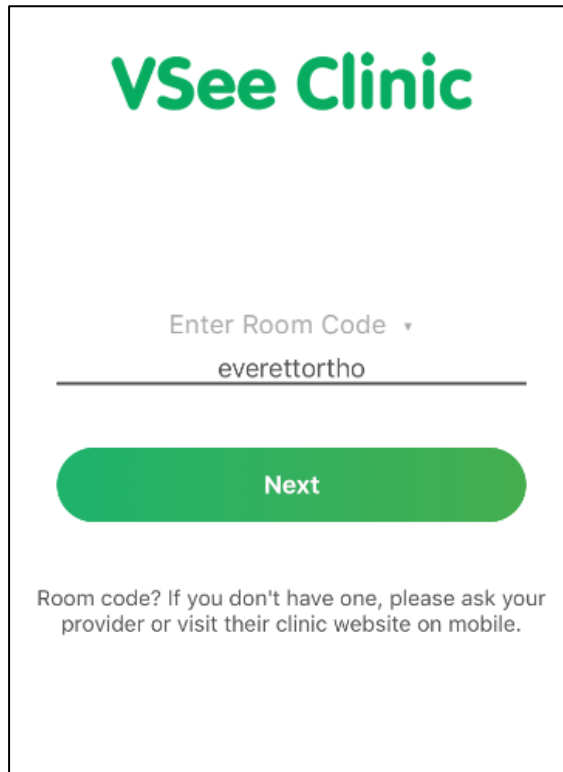 VSee Clinic
Enter Room Code ▾
everettortho
Next
Room code? If you don't have one, please ask your
provider or visit their clinic website on mobile.